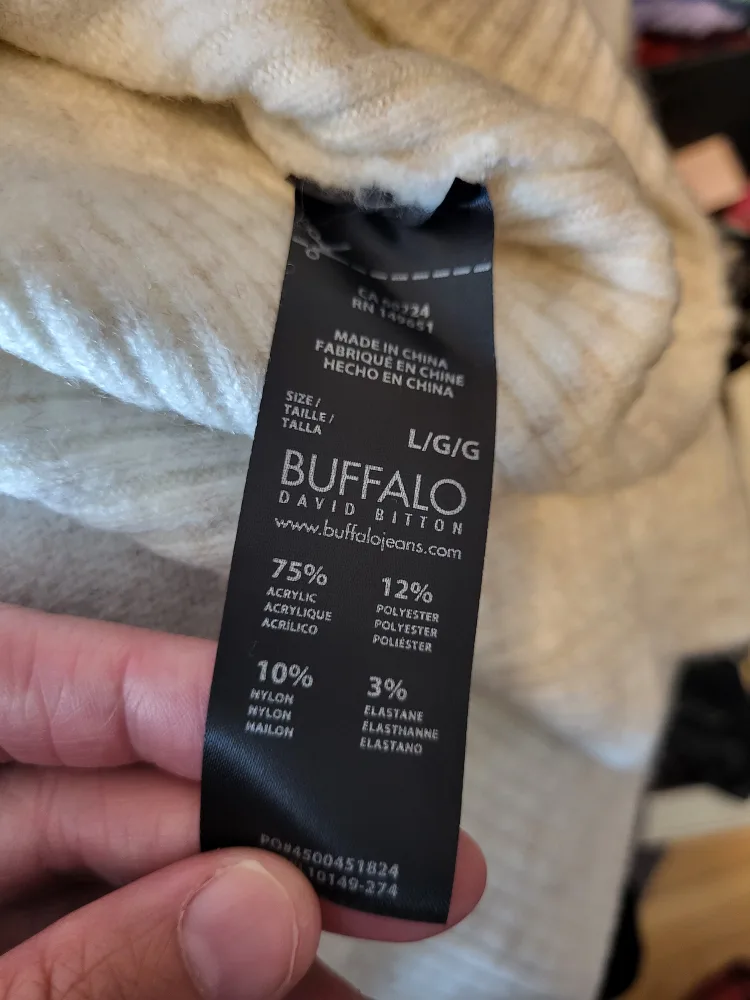 RN 149651
MADE IN CHINA
FABRIQUÉ EN CHINE
HECHO EN CHINA
SIZE /
TAILLE /
TALLA
L/G/G
BUFFALO
DAVID BITTON
www.buffalojeans.com
75%
ACRYLIC
ACRYLIQUE
ACRÍLICO
12%
POLYESTER
POLYESTER
POLIÉSTER
10%
NYLON
NYLON
NAILON
3%
ELASTANE
ÉLASTHANNE
ELASTANO
PO#4500451824
10149-274